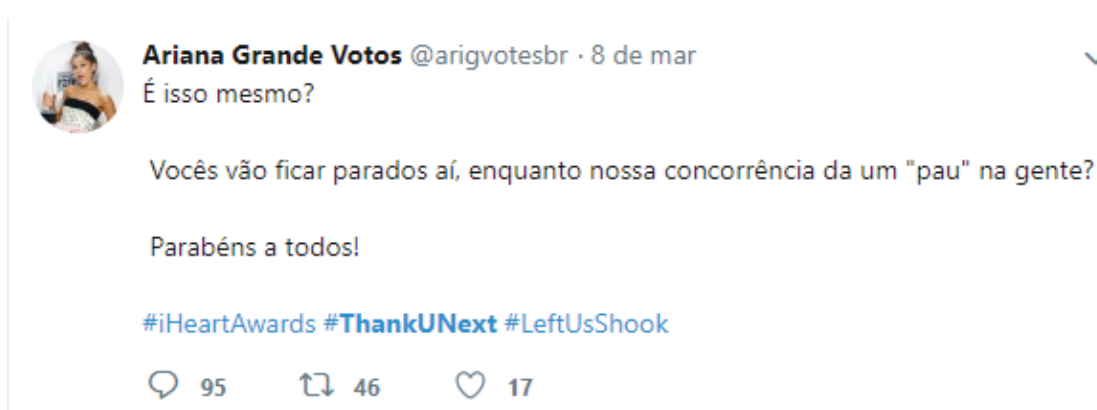 Ariana Grande Votos @arigvotesbr · 8 de mar
É isso mesmo?
Vocês vão ficar parados aí, enquanto nossa concorrência da um "pau" na gente?
Parabéns a todos!
#iHeartAwards #ThankUNext #LeftUsShook
95 46 17